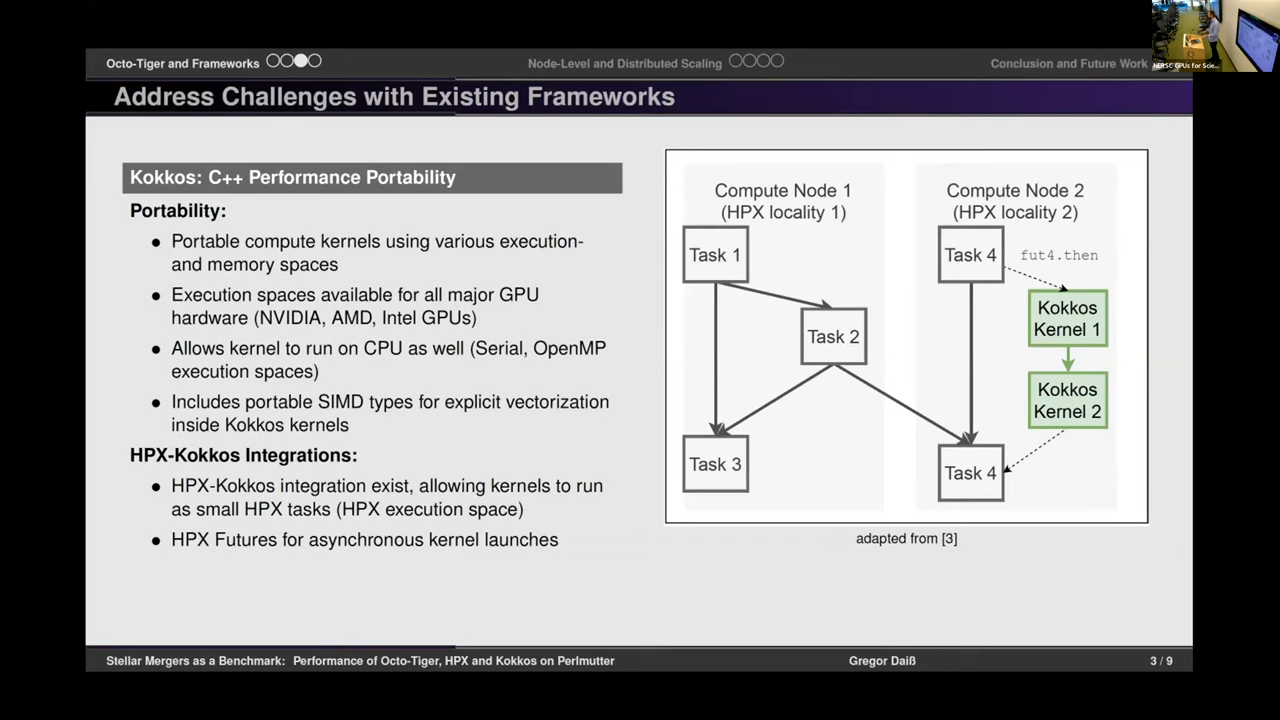 Octo-Tiger and Frameworks
Node-Level and Distributed Scaling
Conclusion and Future Work
NERSC GPUs for Scie...
Address Challenges with Existing Frameworks
Kokkos: C++ Performance Portability
Portability:
● Portable compute kernels using various execution-
and memory spaces
● Execution spaces available for all major GPU
hardware (NVIDIA, AMD, Intel GPUs)
● Allows kernel to run on CPU as well (Serial, OpenMP
execution spaces)
● Includes portable SIMD types for explicit vectorization
inside Kokkos kernels
HPX-Kokkos Integrations:
● HPX-Kokkos integration exist, allowing kernels to run
as small HPX tasks (HPX execution space)
● HPX Futures for asynchronous kernel launches
Compute Node 1
(HPX locality 1)
Task 1
Task 2
Task 3
Compute Node 2
(HPX locality 2)
Task 4
fut4.then
Kokkos
Kernel 1
Kokkos
Kernel 2
Task 4
adapted from [3]
Stellar Mergers as a Benchmark: Performance of Octo-Tiger, HPX and Kokkos on Perlmutter
Gregor Daiß
3 / 9